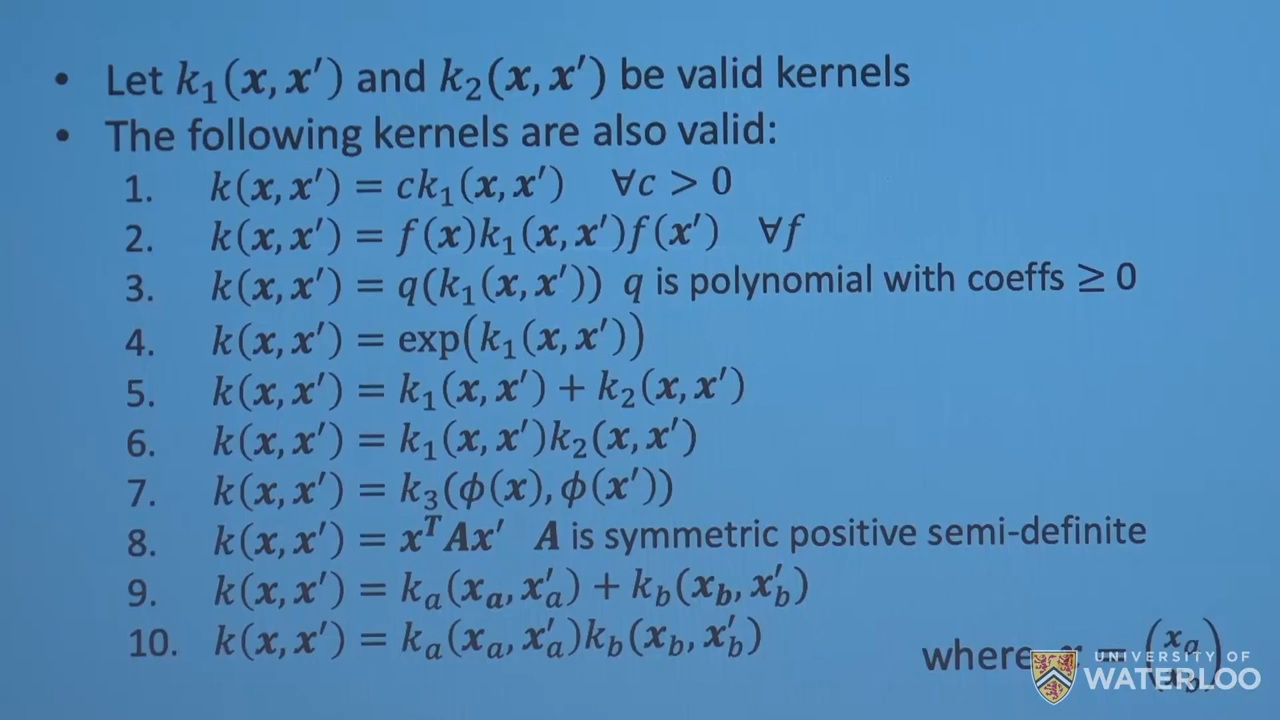 • Let k₁(x, x′) and k₂(x, x′) be valid kernels
• The following kernels are also valid:
1. k(x, x′) = ck₁(x, x′) ∀c > 0
2. k(x, x′) = f(x)k₁(x, x′)f(x′) ∀f
3. k(x, x′) = q(k₁(x, x′)) q is polynomial with coeffs ≥ 0
4. k(x, x′) = exp(k₁(x, x′))
5. k(x, x′) = k₁(x, x′) + k₂(x, x′)
6. k(x, x′) = k₁(x, x′)k₂(x, x′)
7. k(x, x′) = k₃(ϕ(x), ϕ(x′))
8. k(x, x′) = xᵀAx′ A is symmetric positive semi-definite
9. k(x, x′) = kₐ(xₐ, x′ₐ) + k_b(x_b, x′_b)
10. k(x, x′) = kₐ(xₐ, x′ₐ)k_b(x_b, x′_b)
where = (xₐ
UNIVERSITY OF
WATERLOO